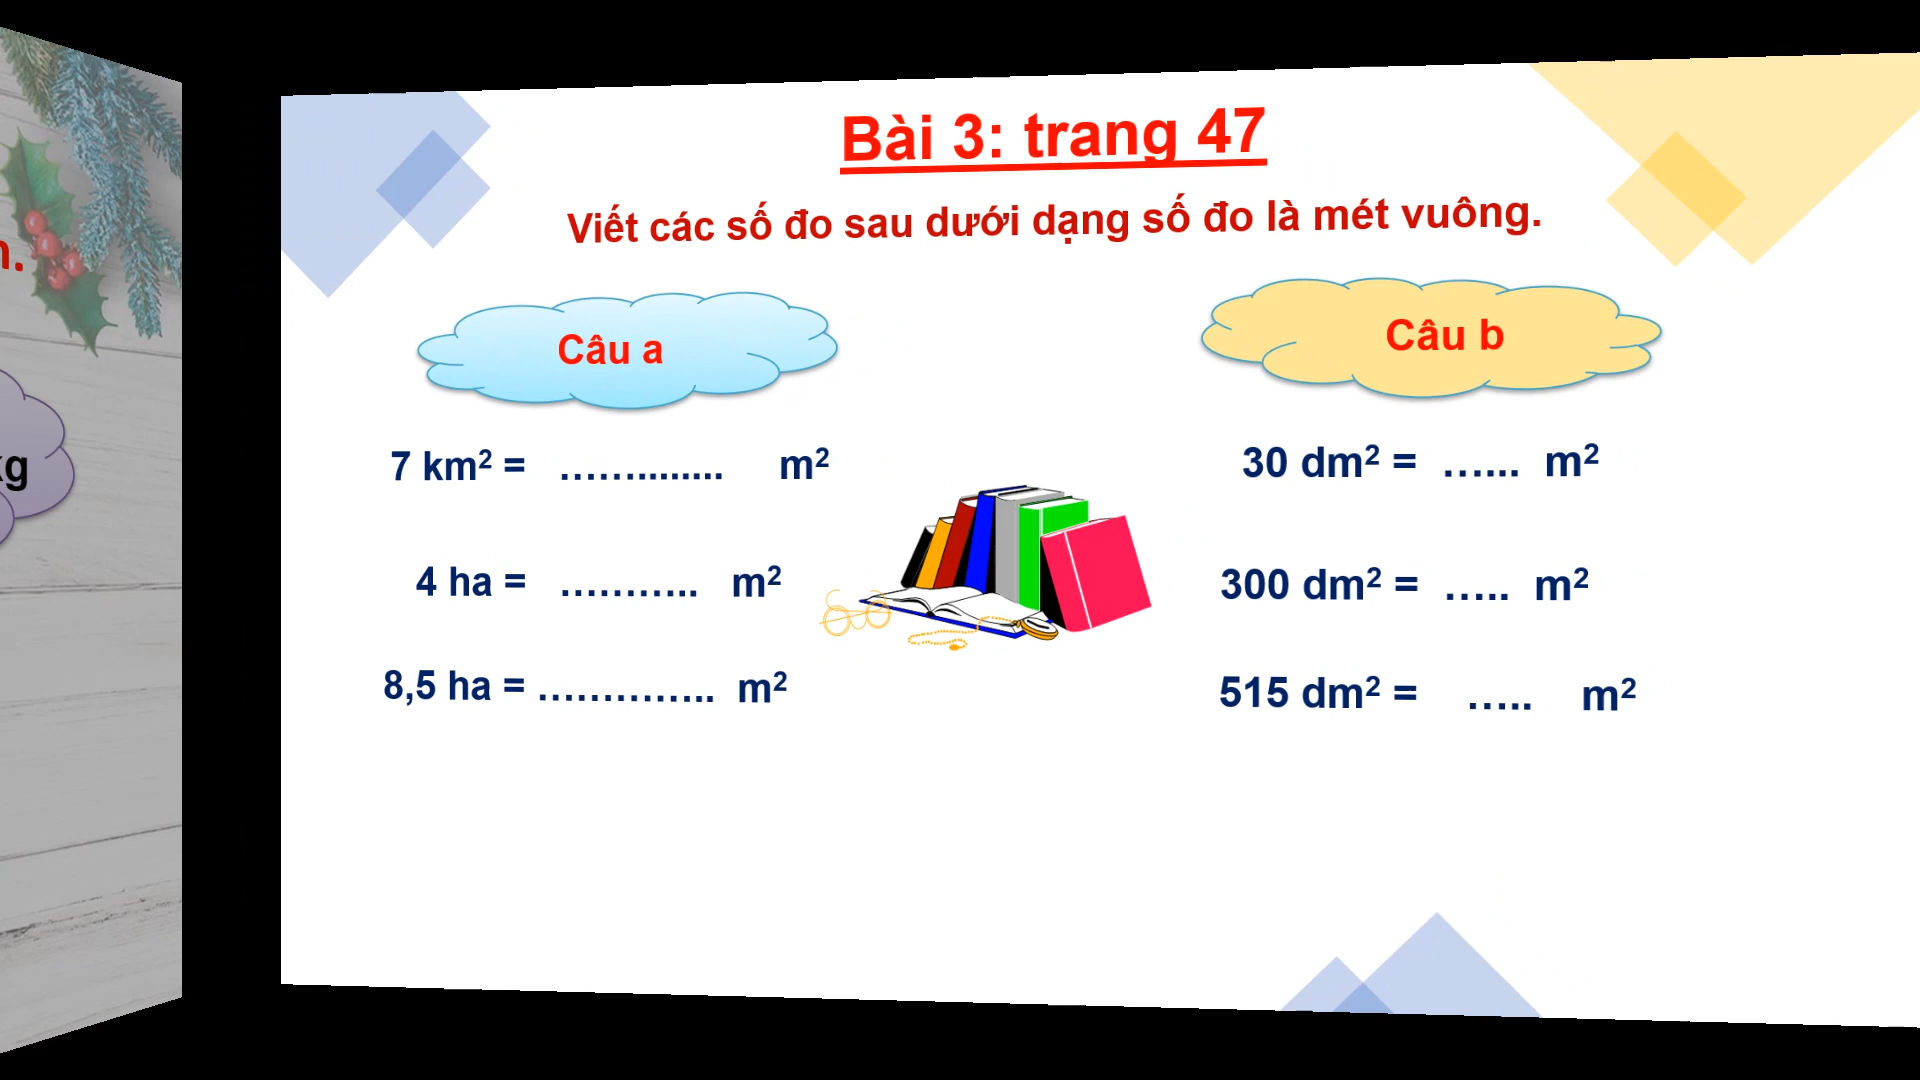 n.
kg
Bài 3: trang 47
Viết các số đo sau dưới dạng số đo là mét vuông.
Câu a
7 km² = ……........ m²
4 ha = ……….. m²
8,5 ha = ………….. m²
Câu b
30 dm² = …... m²
300 dm² = ….. m²
515 dm² = ….. m²